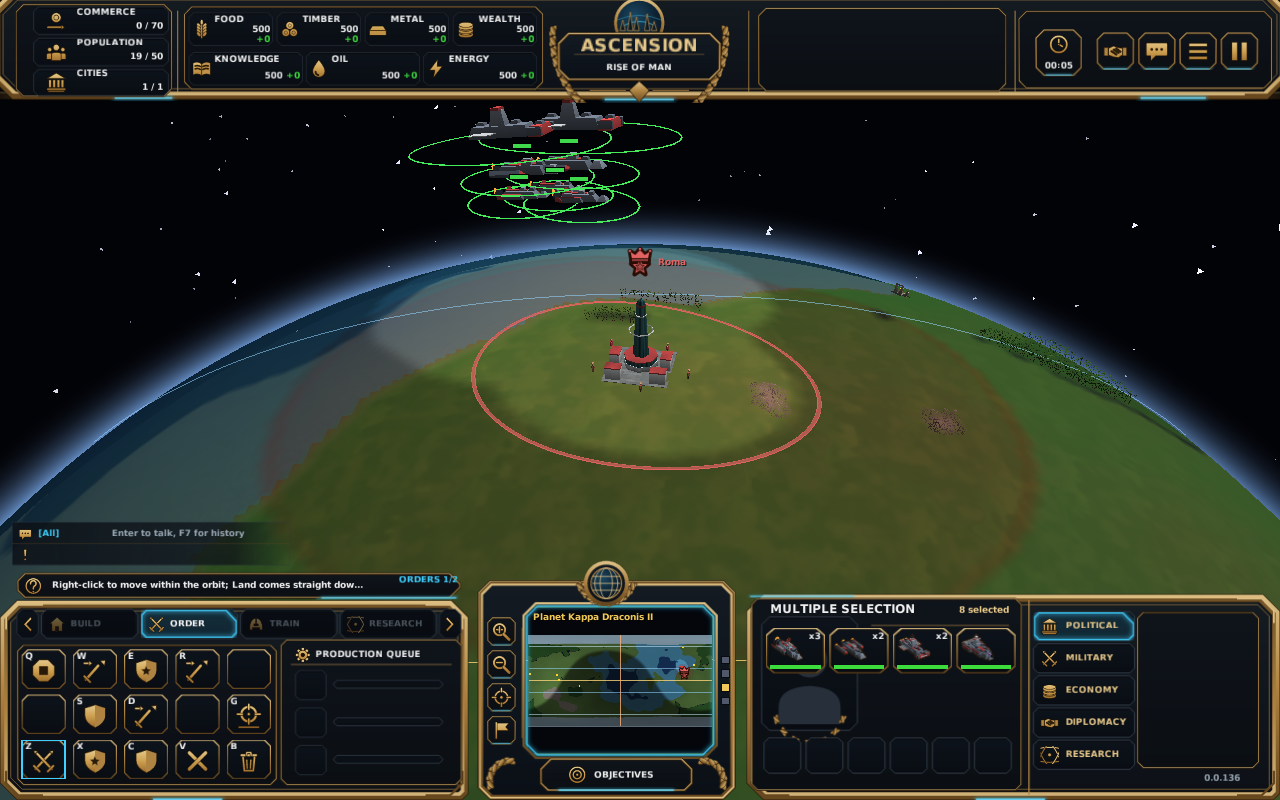 COMMERCE
0 / 70
POPULATION
19 / 50
CITIES
1 / 1
FOOD
500
+0
TIMBER
500
+0
METAL
500
+0
WEALTH
500
+0
KNOWLEDGE
500 +0
OIL
500 +0
ENERGY
500 +0
ASCENSION
RISE OF MAN
00:05
Roma
[All] Enter to talk, F7 for history
!
Right-click to move within the orbit; Land comes straight dow...
ORDERS 1/2
BUILD
ORDER
TRAIN
RESEARCH
Q W E R
S D G
Z X C V B
PRODUCTION QUEUE
Planet Kappa Draconis II
OBJECTIVES
MULTIPLE SELECTION
8 selected
x3 x2 x2
POLITICAL
MILITARY
ECONOMY
DIPLOMACY
RESEARCH
0.0.136